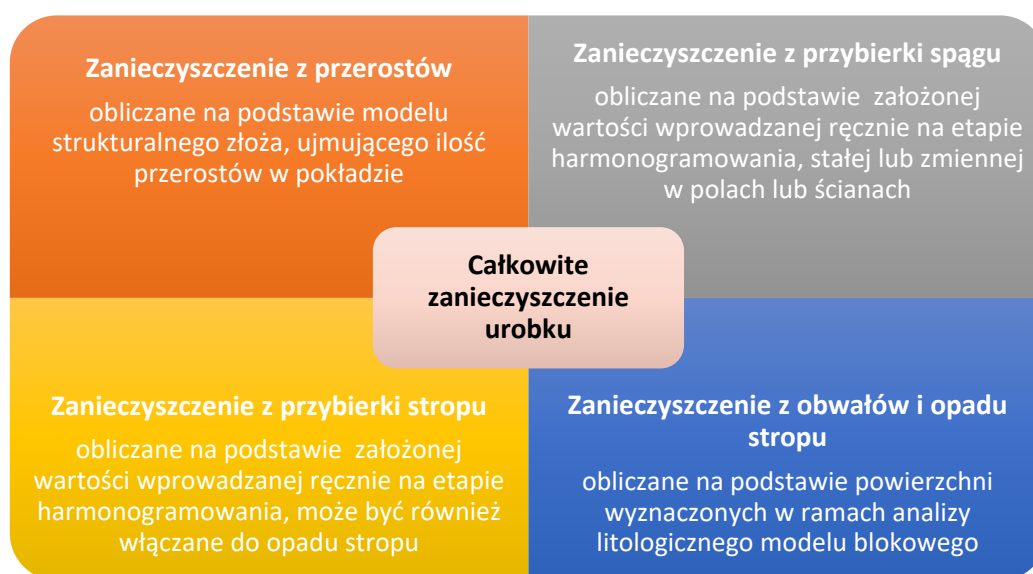 Zanieczyszczenie z przerostów
obliczane na podstawie modelu
strukturalnego złoża, ujmującego ilość
przerostów w pokładzie
Zanieczyszczenie z przybierki spągu
obliczane na podstawie założonej
wartości wprowadzanej ręcznie na etapie
harmonogramowania, stałej lub zmiennej
w polach lub ścianach
Całkowite
zanieczyszczenie
urobku
Zanieczyszczenie z przybierki stropu
obliczane na podstawie założonej
wartości wprowadzanej ręcznie na etapie
harmonogramowania, może być również
włączane do opadu stropu
Zanieczyszczenie z obwałów i opadu
stropu
obliczane na podstawie powierzchni
wyznaczonych w ramach analizy
litologicznego modelu blokowego